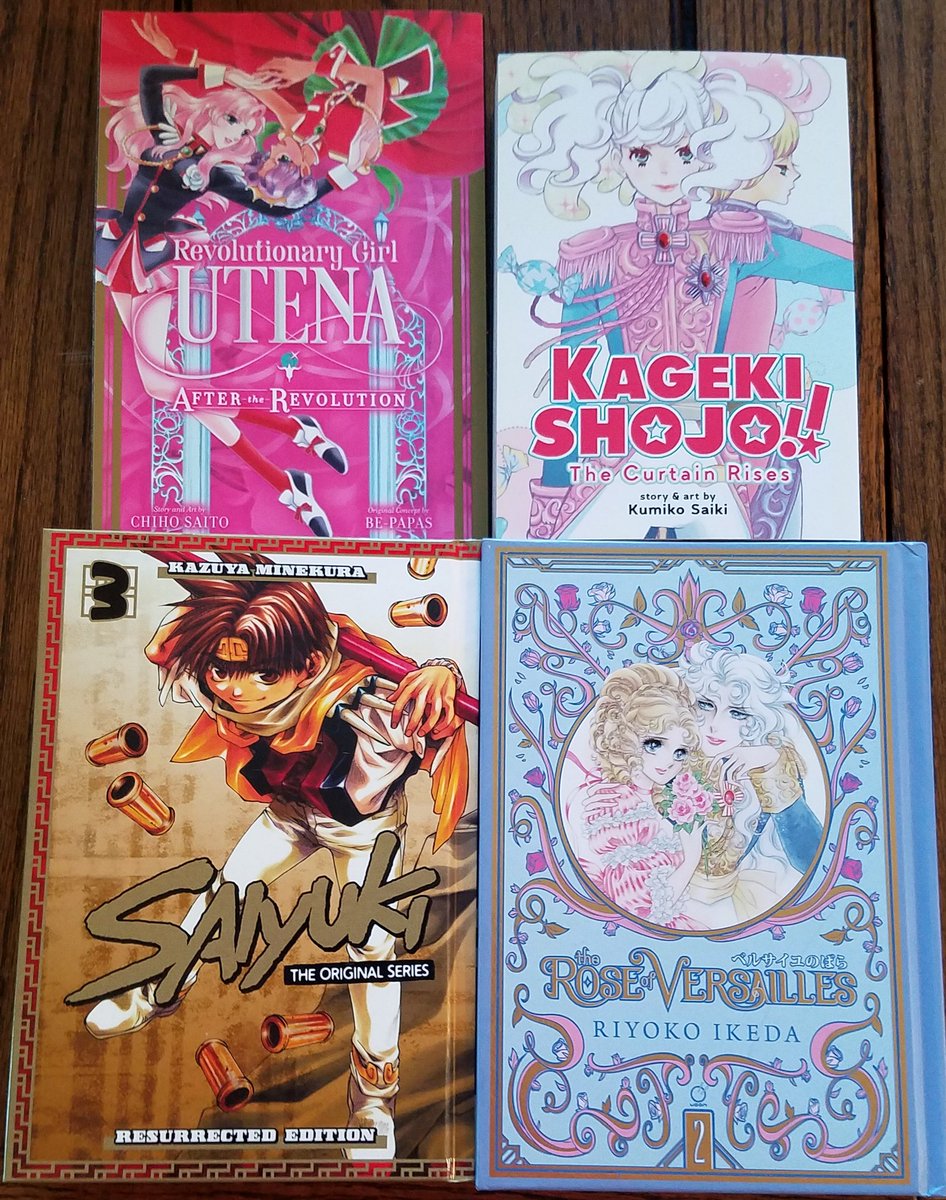 Revolutionary Girl
UTENA
AFTER-the-REVOLUTION
Story and Art by
CHIHO SAITO
Original Concept by
BE-PAPAS
KAGEKI
SHOJO!!
The Curtain Rises
story & art by
Kumiko Saiki
3
KAZUYA MINEKURA
SAIYUKI
THE ORIGINAL SERIES
RESURRECTED EDITION
ベルサイユのばら
the
ROSE of VERSAILLES
RIYOKO IKEDA
2